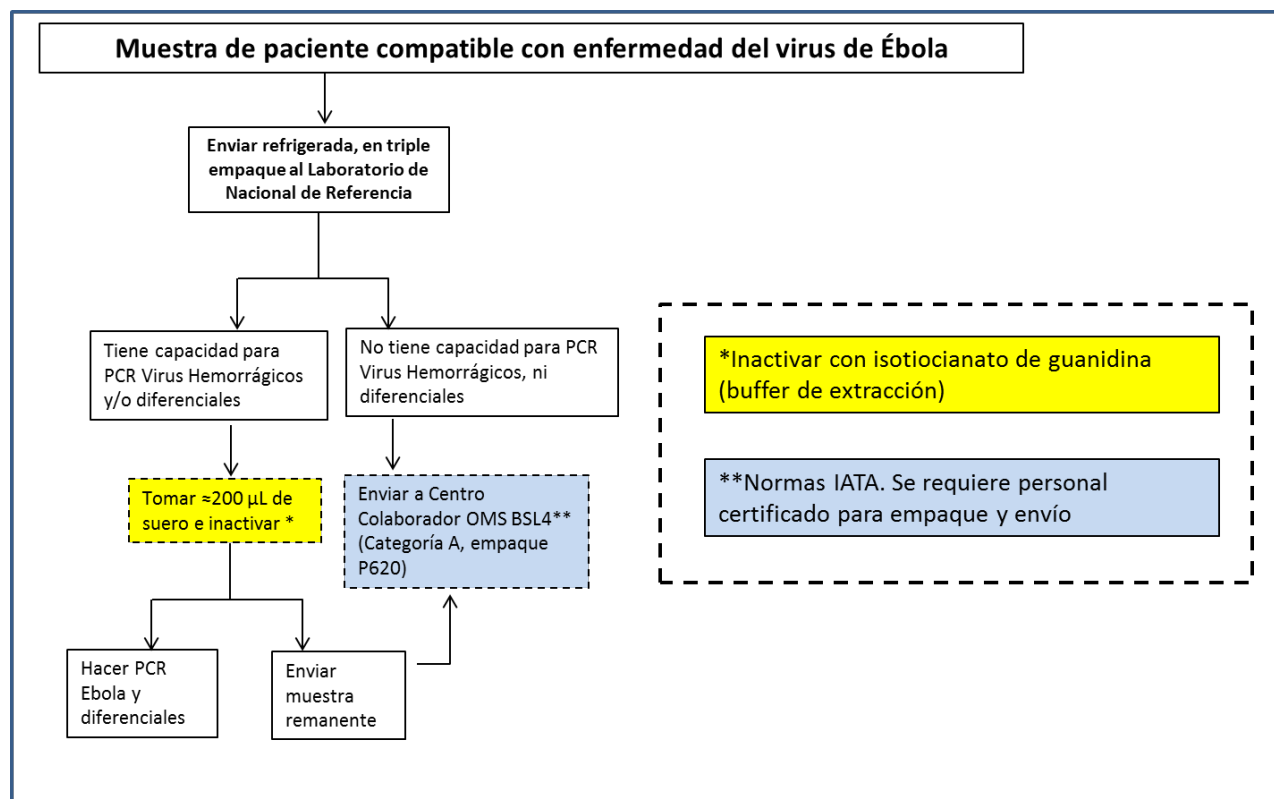 Muestra de paciente compatible con enfermedad del virus de Ébola
Enviar refrigerada, en triple
empaque al Laboratorio de
Nacional de Referencia
Tiene capacidad para
PCR Virus Hemorrágicos
y/o diferenciales
No tiene capacidad para PCR
Virus Hemorrágicos, ni
diferenciales
Tomar ≈200 µL de
suero e inactivar *
Enviar a Centro
Colaborador OMS BSL4**
(Categoría A, empaque
P620)
Hacer PCR
Ebola y
diferenciales
Enviar
muestra
remanente
*Inactivar con isotiocianato de guanidina
(buffer de extracción)
**Normas IATA. Se requiere personal
certificado para empaque y envío